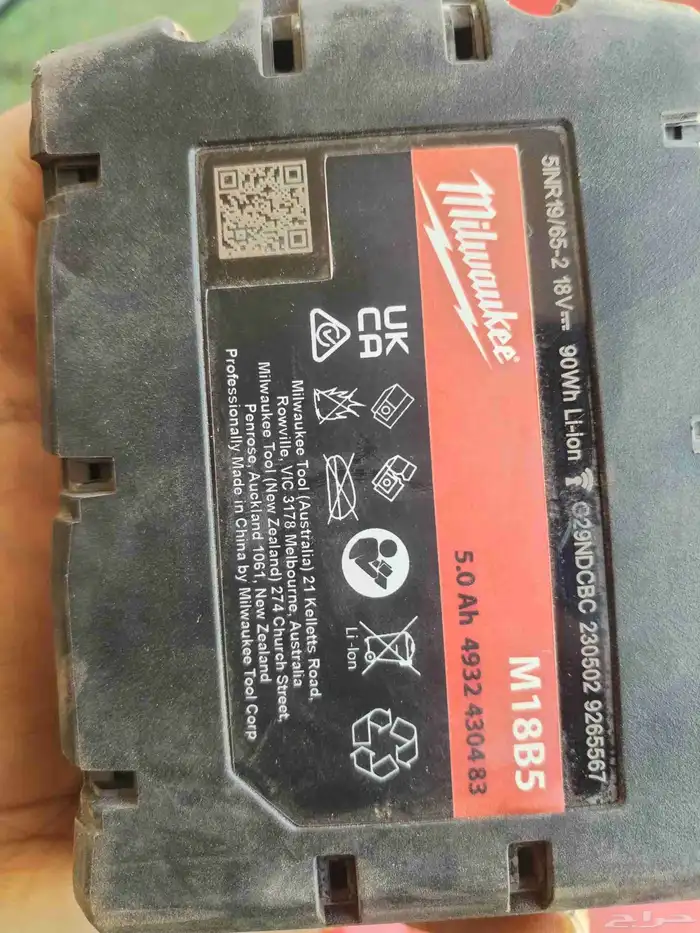 5INR19/65-2 18V⎓ 90Wh Li-Ion C29NDCBC 230502 9265567
Milwaukee
M18B5
5.0 Ah 4932 4304 83
UK
CA
Li-Ion
Milwaukee Tool (Australia) 21 Kelletts Road,
Rowville, VIC 3178 Melbourne, Australia
Milwaukee Tool (New Zealand) 274 Church Street,
Penrose, Auckland 1061, New Zealand
Professionally Made in China by Milwaukee Tool Corp
حراج